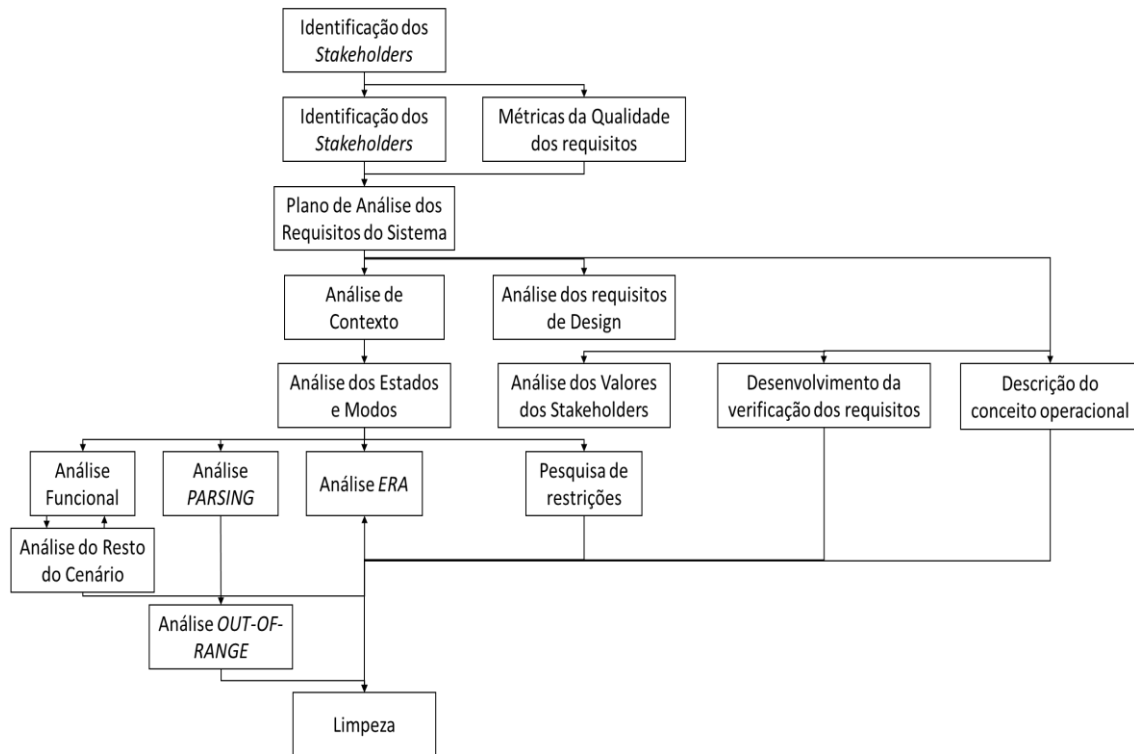 Identificação dos
Stakeholders
Identificação dos
Stakeholders
Métricas da Qualidade
dos requisitos
Plano de Análise dos
Requisitos do Sistema
Análise de
Contexto
Análise dos requisitos
de Design
Análise dos Estados
e Modos
Análise dos Valores
dos Stakeholders
Desenvolvimento da
verificação dos requisitos
Descrição do
conceito operacional
Análise
Funcional
Análise
PARSING
Análise ERA
Pesquisa de
restrições
Análise do Resto
do Cenário
Análise OUT-OF-
RANGE
Limpeza